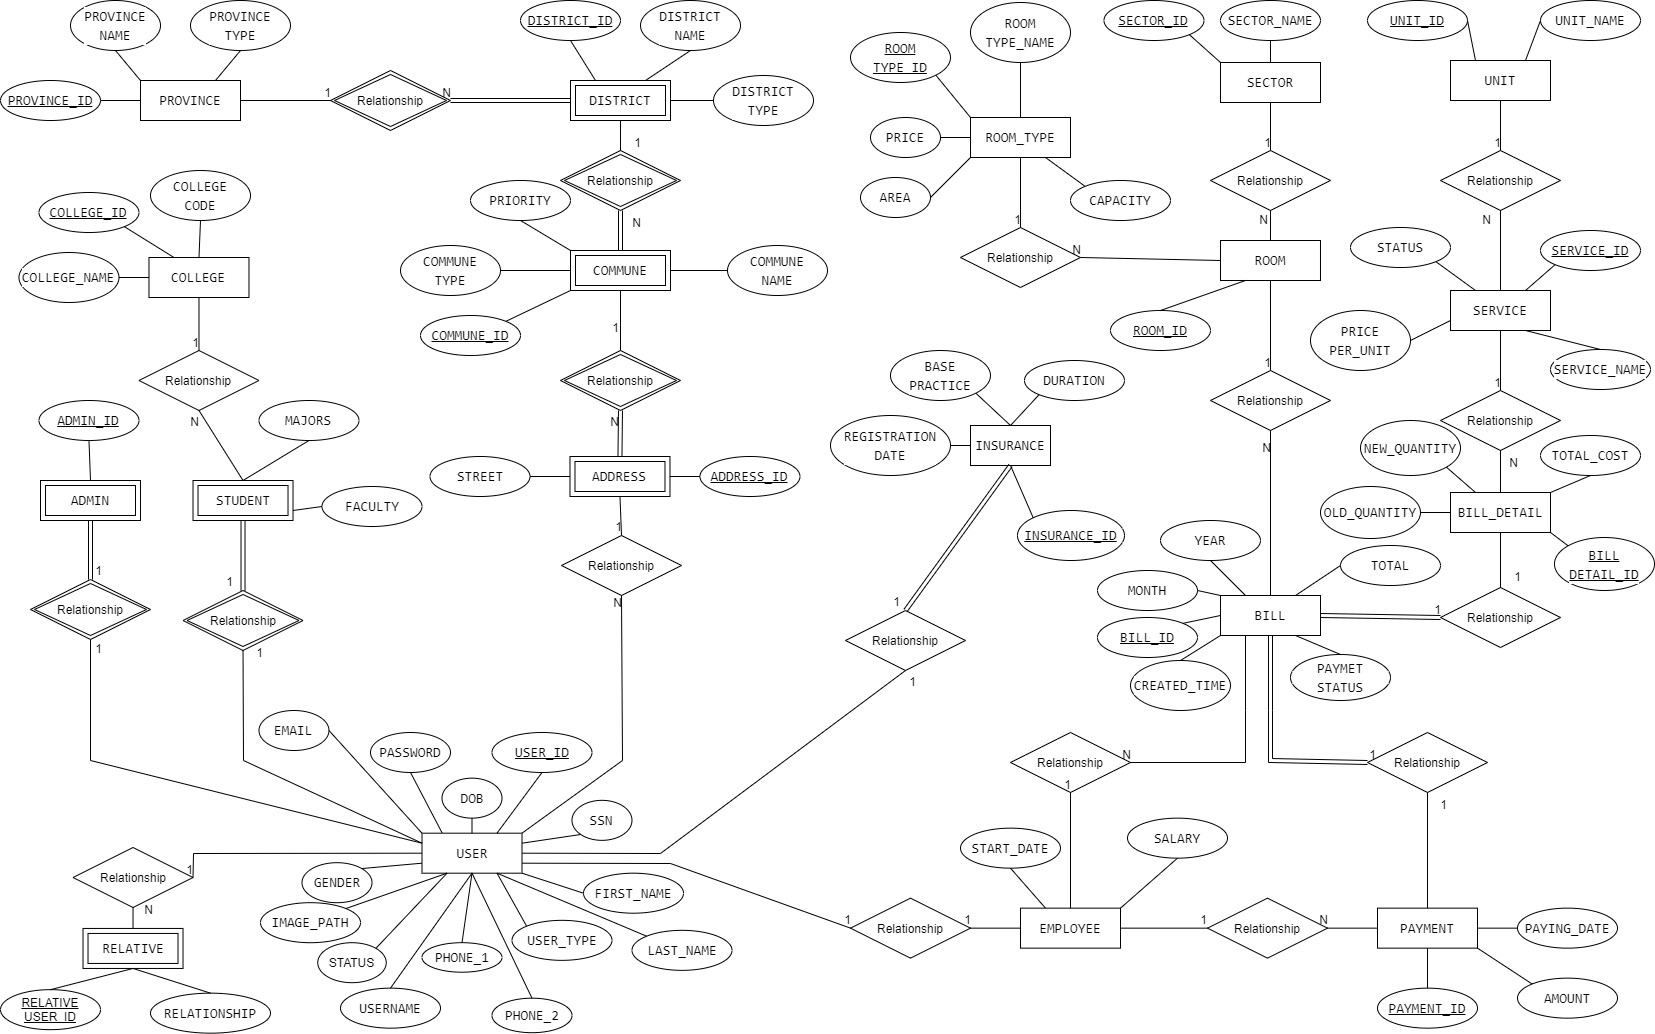 PROVINCE
NAME
PROVINCE
TYPE
PROVINCE_ID
PROVINCE
1
Relationship
N
DISTRICT_ID
DISTRICT
NAME
DISTRICT
DISTRICT
TYPE
1
Relationship
N
PRIORITY
COMMUNE
TYPE
COMMUNE
COMMUNE
NAME
COMMUNE_ID
1
Relationship
N
STREET
ADDRESS
ADDRESS_ID
1
Relationship
N
COLLEGE_ID
COLLEGE
CODE
COLLEGE_NAME
COLLEGE
1
Relationship
N
ADMIN_ID
MAJORS
ADMIN
STUDENT
FACULTY
1
Relationship
1
1
Relationship
1
ROOM
TYPE_NAME
ROOM
TYPE_ID
PRICE
ROOM_TYPE
AREA
CAPACITY
1
Relationship
N
SECTOR_ID
SECTOR_NAME
SECTOR
1
Relationship
N
ROOM
ROOM_ID
1
Relationship
N
UNIT_ID
UNIT_NAME
UNIT
1
Relationship
N
STATUS
SERVICE_ID
SERVICE
PRICE
PER_UNIT
SERVICE_NAME
1
Relationship
N
NEW_QUANTITY
TOTAL_COST
OLD_QUANTITY
BILL_DETAIL
BILL
DETAIL_ID
1
Relationship
1
BASE
PRACTICE
DURATION
REGISTRATION
DATE
INSURANCE
INSURANCE_ID
1
Relationship
1
YEAR
TOTAL
MONTH
BILL
BILL_ID
CREATED_TIME
PAYMET
STATUS
N
Relationship
1
1
Relationship
1
EMAIL
PASSWORD
USER_ID
DOB
SSN
USER
GENDER
FIRST_NAME
IMAGE_PATH
USER_TYPE
LAST_NAME
STATUS
PHONE_1
USERNAME
PHONE_2
1
Relationship
N
RELATIVE
RELATIVE
USER_ID
RELATIONSHIP
1
Relationship
1
START_DATE
SALARY
EMPLOYEE
1
Relationship
N
PAYMENT
PAYING_DATE
PAYMENT_ID
AMOUNT